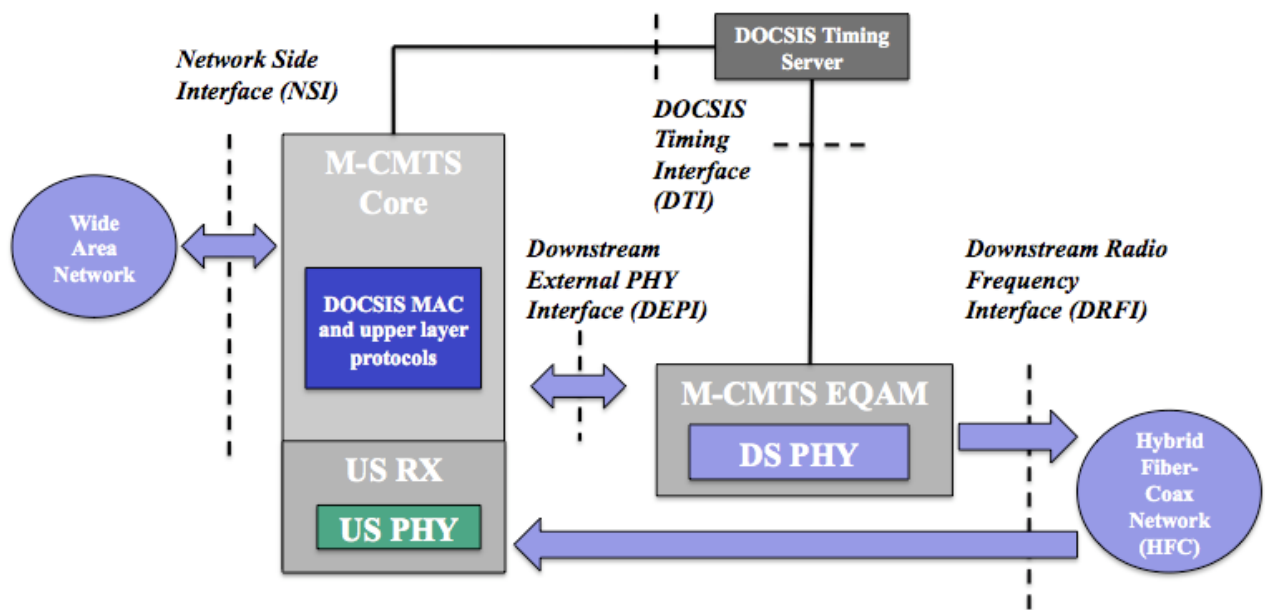 DOCSIS Timing
Server
Network Side
Interface (NSI)
DOCSIS
Timing
Interface
(DTI)
M-CMTS
Core
Wide
Area
Network
DOCSIS MAC
and upper layer
protocols
Downstream
External PHY
Interface (DEPI)
Downstream Radio
Frequency
Interface (DRFI)
M-CMTS EQAM
DS PHY
US RX
US PHY
Hybrid
Fiber-
Coax
Network
(HFC)